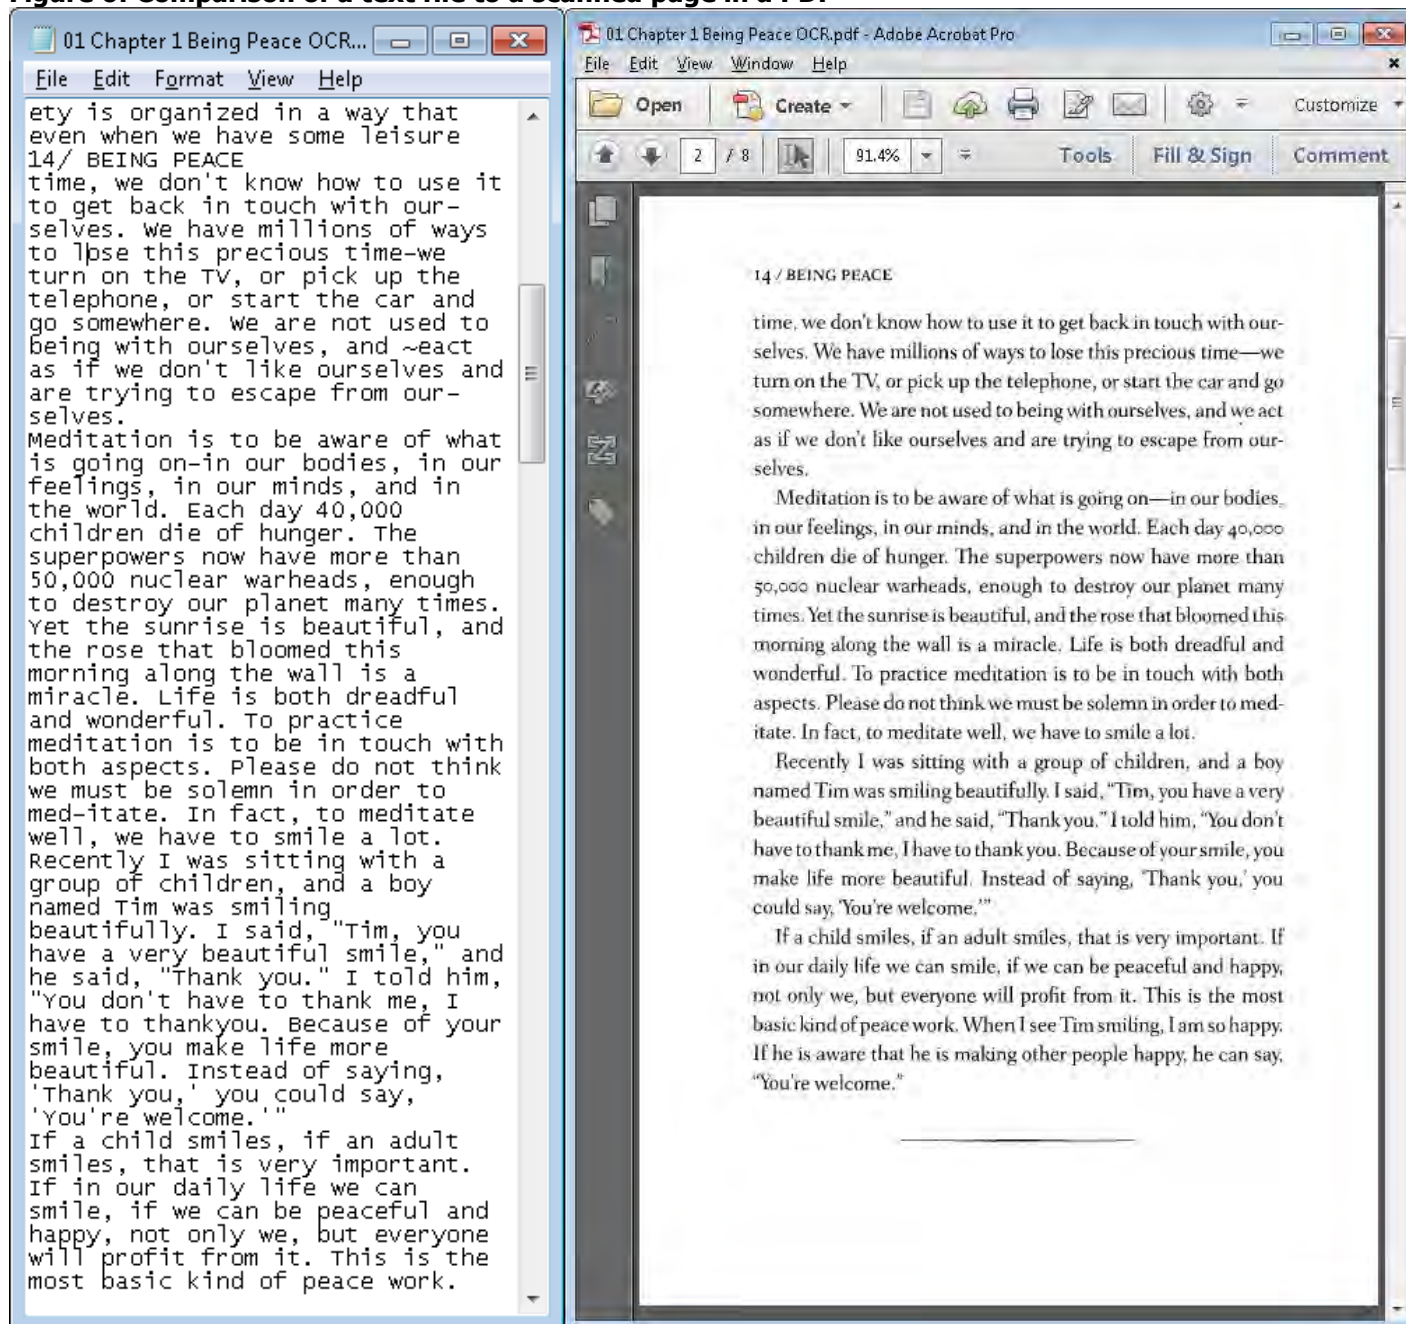 Figure 6: Comparison of a text file to a scanned page in a PDF
01 Chapter 1 Being Peace OCR...
File Edit Format View Help
ety is organized in a way that
even when we have some leisure
14/ BEING PEACE
time, we don't know how to use it
to get back in touch with our-
selves. We have millions of ways
to lose this precious time-we
turn on the TV, or pick up the
telephone, or start the car and
go somewhere. We are not used to
being with ourselves, and ~eact
as if we don't like ourselves and
are trying to escape from our-
selves.
Meditation is to be aware of what
is going on-in our bodies, in our
feelings, in our minds, and in
the world. Each day 40,000
children die of hunger. The
superpowers now have more than
50,000 nuclear warheads, enough
to destroy our planet many times.
Yet the sunrise is beautiful, and
the rose that bloomed this
morning along the wall is a
miracle. Life is both dreadful
and wonderful. To practice
meditation is to be in touch with
both aspects. Please do not think
we must be solemn in order to
med-itate. In fact, to meditate
well, we have to smile a lot.
Recently I was sitting with a
group of children, and a boy
named Tim was smiling
beautifully. I said, "Tim, you
have a very beautiful smile," and
he said, "Thank you." I told him,
"You don't have to thank me, I
have to thankyou. Because of your
smile, you make life more
beautiful. Instead of saying,
'Thank you,' you could say,
'You're welcome.'"
If a child smiles, if an adult
smiles, that is very important.
If in our daily life we can
smile, if we can be peaceful and
happy, not only we, but everyone
will profit from it. This is the
most basic kind of peace work.
01 Chapter 1 Being Peace OCR.pdf - Adobe Acrobat Pro
File Edit View Window Help
Open Create Customize
2 / 8 91.4% Tools Fill & Sign Comment
14 / BEING PEACE
time, we don't know how to use it to get back in touch with our-
selves. We have millions of ways to lose this precious time—we
turn on the TV, or pick up the telephone, or start the car and go
somewhere. We are not used to being with ourselves, and we act
as if we don't like ourselves and are trying to escape from our-
selves.
Meditation is to be aware of what is going on—in our bodies,
in our feelings, in our minds, and in the world. Each day 40,000
children die of hunger. The superpowers now have more than
50,000 nuclear warheads, enough to destroy our planet many
times. Yet the sunrise is beautiful, and the rose that bloomed this
morning along the wall is a miracle. Life is both dreadful and
wonderful. To practice meditation is to be in touch with both
aspects. Please do not think we must be solemn in order to med-
itate. In fact, to meditate well, we have to smile a lot.
Recently I was sitting with a group of children, and a boy
named Tim was smiling beautifully. I said, "Tim, you have a very
beautiful smile," and he said, "Thank you." I told him, "You don't
have to thank me, I have to thank you. Because of your smile, you
make life more beautiful. Instead of saying, 'Thank you,' you
could say, 'You're welcome.'"
If a child smiles, if an adult smiles, that is very important. If
in our daily life we can smile, if we can be peaceful and happy,
not only we, but everyone will profit from it. This is the most
basic kind of peace work. When I see Tim smiling, I am so happy.
If he is aware that he is making other people happy, he can say,
"You're welcome."